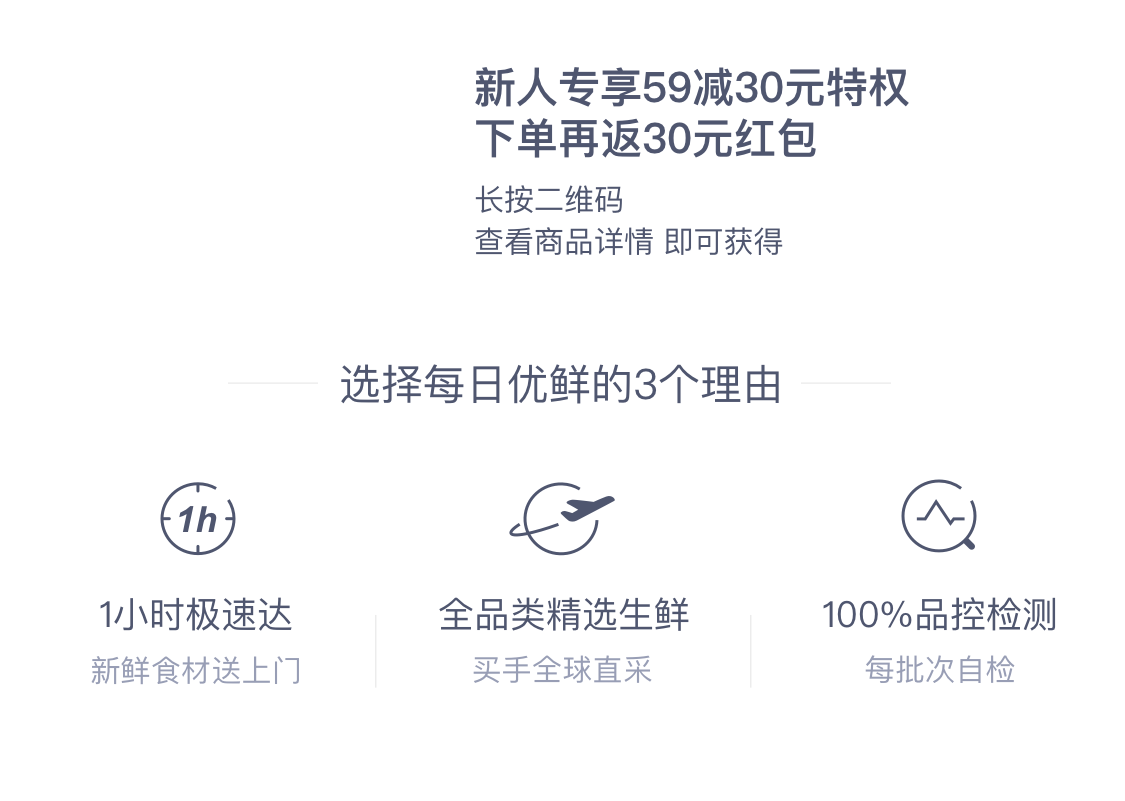 新人专享59减30元特权
下单再返30元红包
长按二维码
查看商品详情 即可获得
选择每日优鲜的3个理由
1h
1小时极速达
全品类精选生鲜
100%品控检测
新鲜食材送上门
买手全球直采
每批次自检